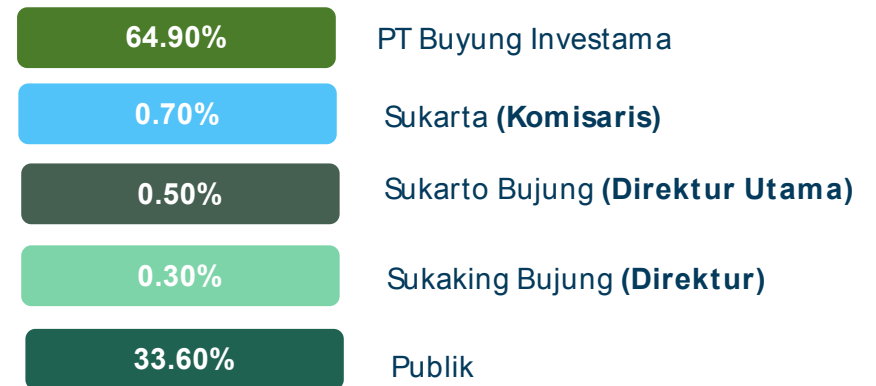 64.90% PT Buyung Investama
0.70% Sukarta (Komisaris)
0.50% Sukarto Bujung (Direktur Utama)
0.30% Sukaking Bujung (Direktur)
33.60% Publik